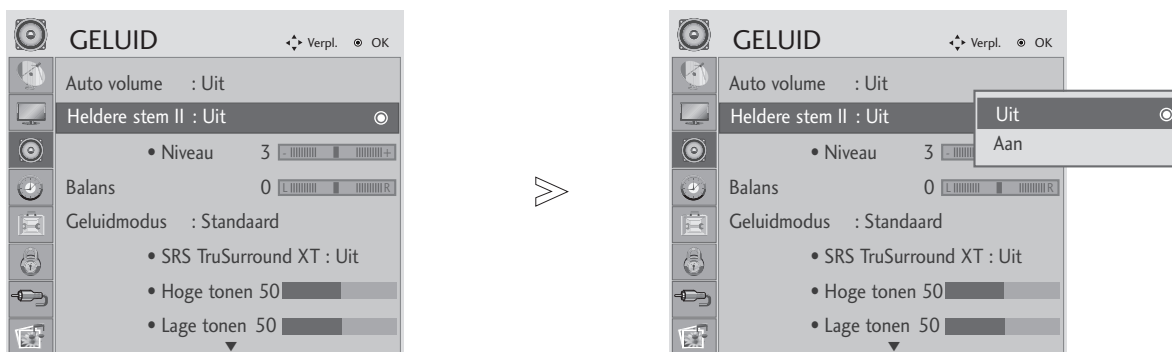 GELUID Verpl. OK
Auto volume : Uit
Heldere stem II : Uit
• Niveau 3 - +
Balans 0 L R
Geluidmodus : Standaard
• SRS TruSurround XT : Uit
• Hoge tonen 50
• Lage tonen 50
GELUID Verpl. OK
Auto volume : Uit
Heldere stem II : Uit
Uit
Aan
• Niveau 3 -
Balans 0 L R
Geluidmodus : Standaard
• SRS TruSurround XT : Uit
• Hoge tonen 50
• Lage tonen 50